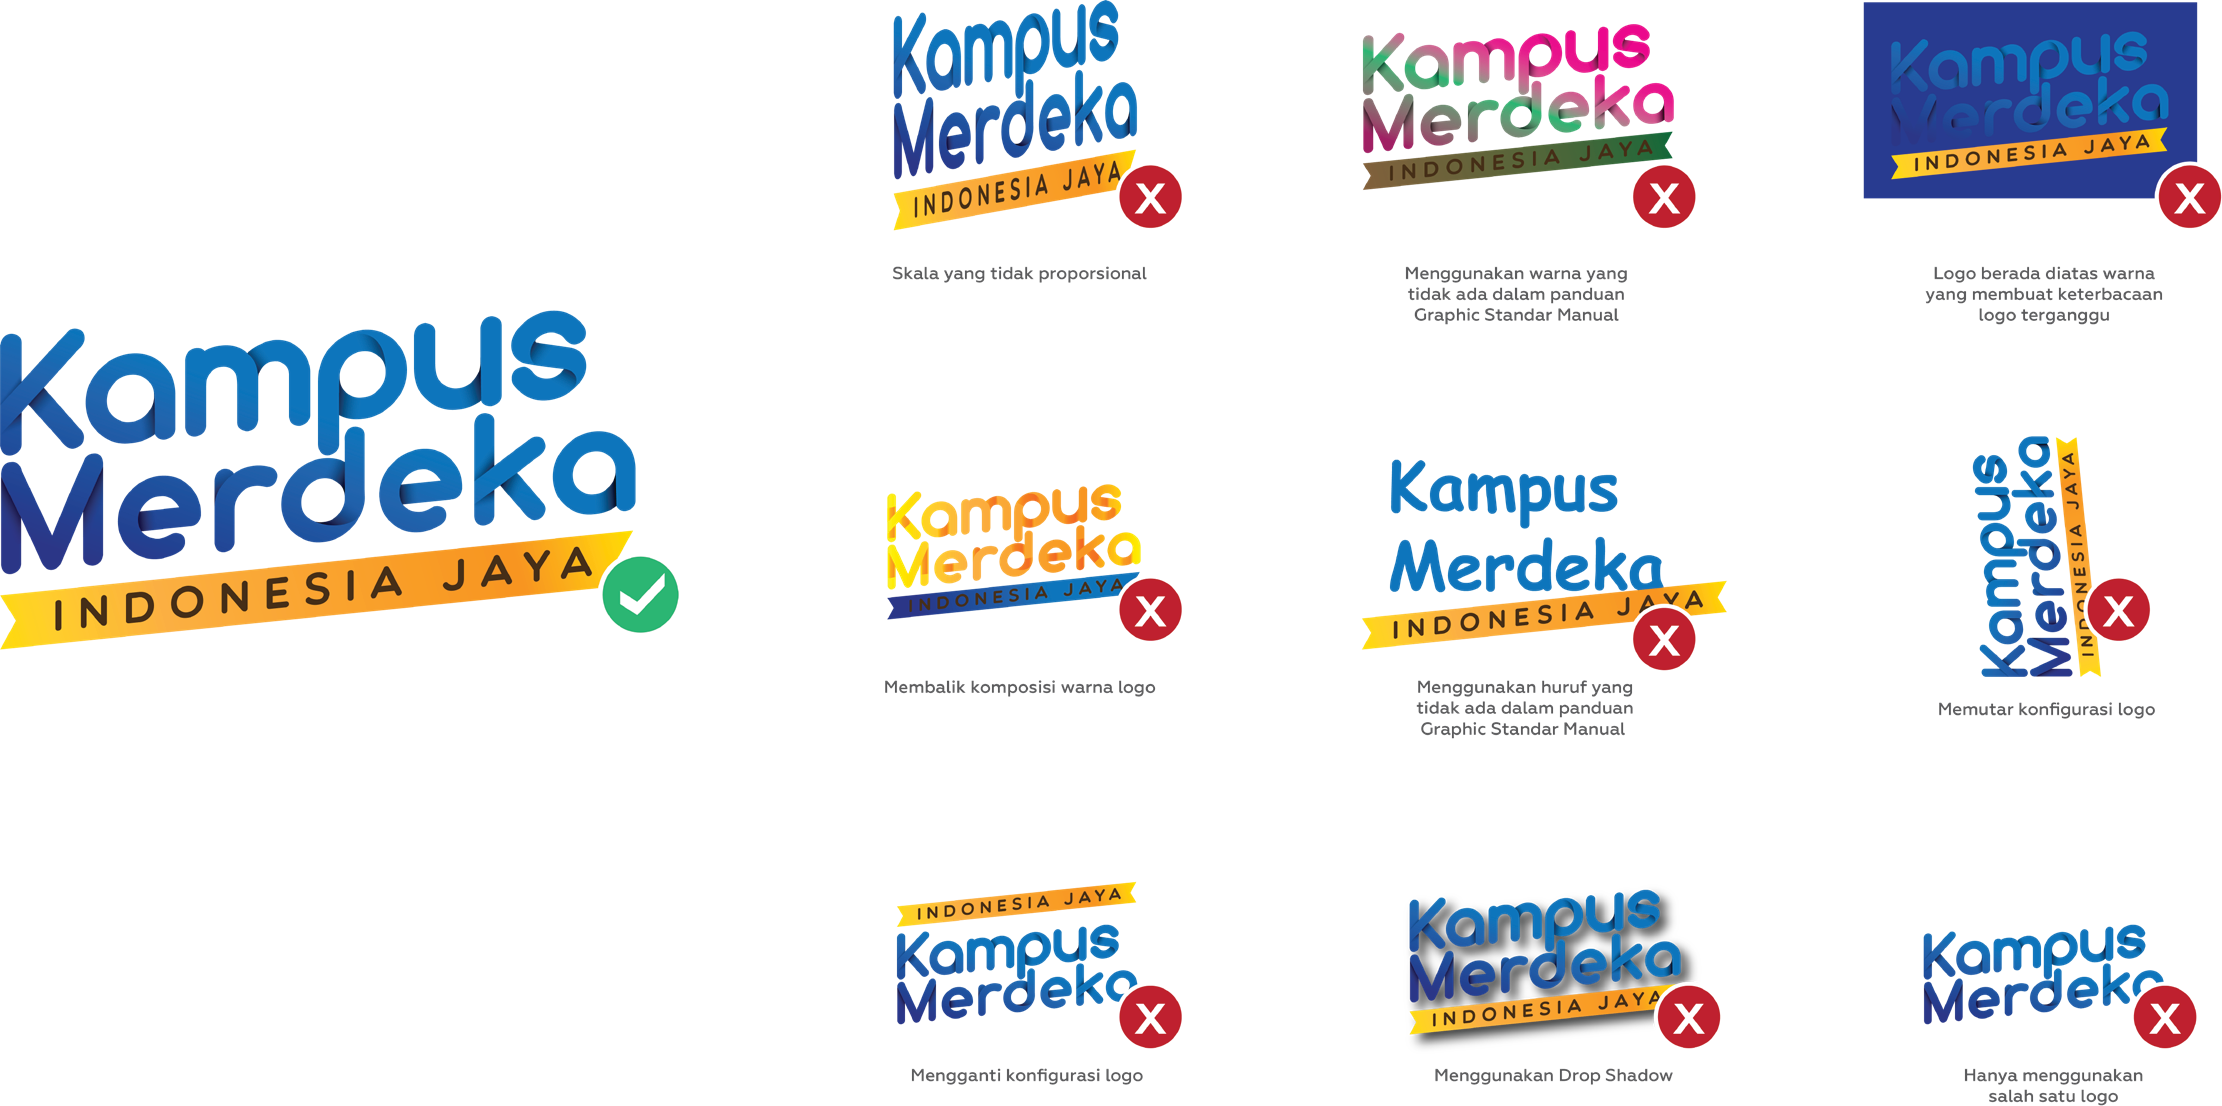 Kampus
Merdeka
INDONESIA JAYA
Kampus
Merdeka
INDONESIA JAYA
X
Skala yang tidak proporsional
Kampus
Merdeka
INDONESIA JAYA
X
Menggunakan warna yang
tidak ada dalam panduan
Graphic Standar Manual
Kampus
Merdeka
INDONESIA JAYA
X
Logo berada diatas warna
yang membuat keterbacaan
logo terganggu
Kampus
Merdeka
INDONESIA JAYA
X
Membalik komposisi warna logo
Kampus
Merdeka
INDONESIA JAYA
X
Menggunakan huruf yang
tidak ada dalam panduan
Graphic Standar Manual
Kampus
Merdeka
INDONESIA JAYA
X
Memutar konfigurasi logo
INDONESIA JAYA
Kampus
Merdeka
X
Mengganti konfigurasi logo
Kampus
Merdeka
INDONESIA JAYA
X
Menggunakan Drop Shadow
Kampus
Merdeka
X
Hanya menggunakan
salah satu logo